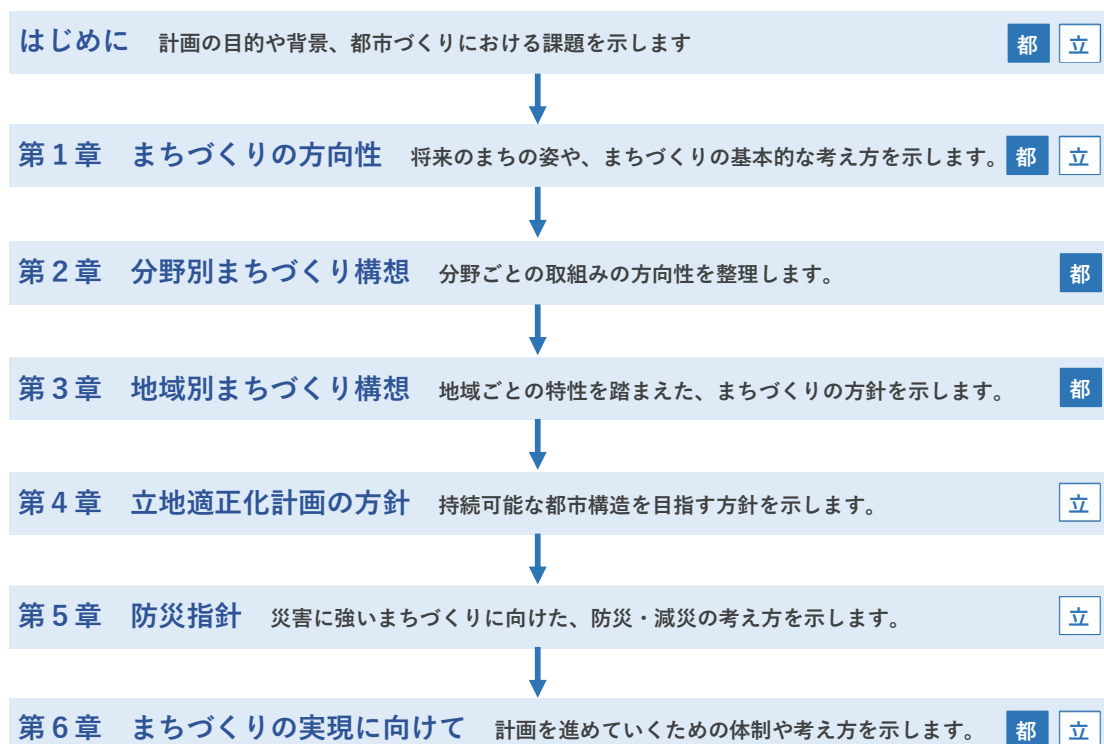 はじめに　計画の目的や背景、都市づくりにおける課題を示します　都　立
第１章　まちづくりの方向性　将来のまちの姿や、まちづくりの基本的な考え方を示します。　都　立
第２章　分野別まちづくり構想　分野ごとの取組みの方向性を整理します。　都
第３章　地域別まちづくり構想　地域ごとの特性を踏まえた、まちづくりの方針を示します。　都
第４章　立地適正化計画の方針　持続可能な都市構造を目指す方針を示します。　立
第５章　防災指針　災害に強いまちづくりに向けた、防災・減災の考え方を示します。　立
第６章　まちづくりの実現に向けて　計画を進めていくための体制や考え方を示します。　都　立